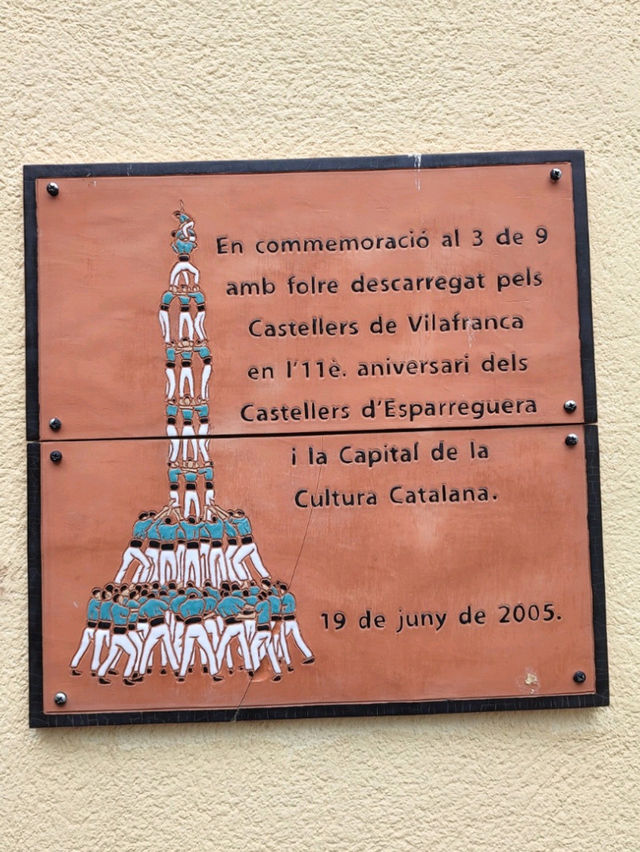 En commemoració al 3 de 9
amb folre descarregat pels
Castellers de Vilafranca
en l'11è. aniversari dels
Castellers d'Esparreguera
i la Capital de la
Cultura Catalana.
19 de juny de 2005.